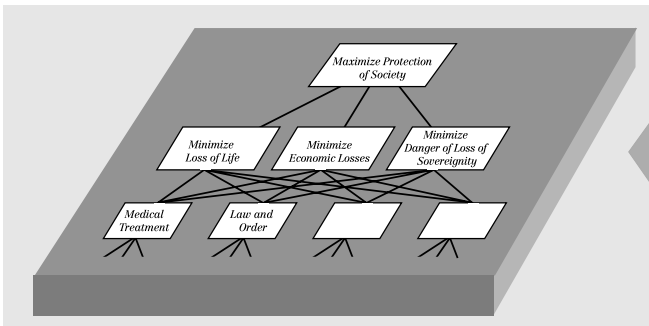 Maximize Protection
of Society
Minimize
Loss of Life
Minimize
Economic Losses
Minimize
Danger of Loss of
Sovereignity
Medical
Treatment
Law and
Order